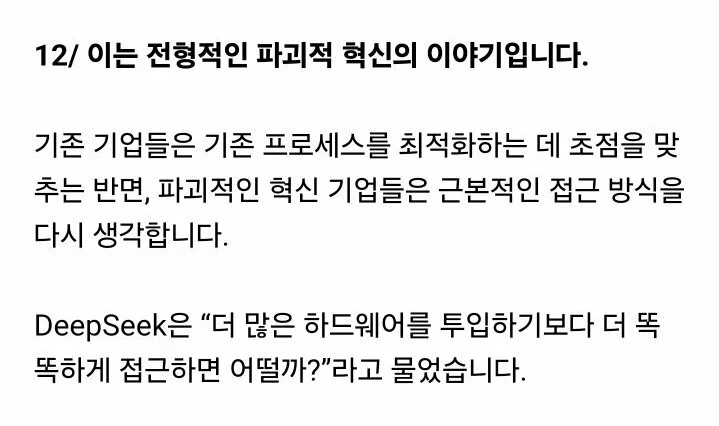 12/ 이는 전형적인 파괴적 혁신의 이야기입니다.
기존 기업들은 기존 프로세스를 최적화하는 데 초점을 맞
추는 반면, 파괴적인 혁신 기업들은 근본적인 접근 방식을
다시 생각합니다.
DeepSeek은 “더 많은 하드웨어를 투입하기보다 더 똑
똑하게 접근하면 어떨까?”라고 물었습니다.